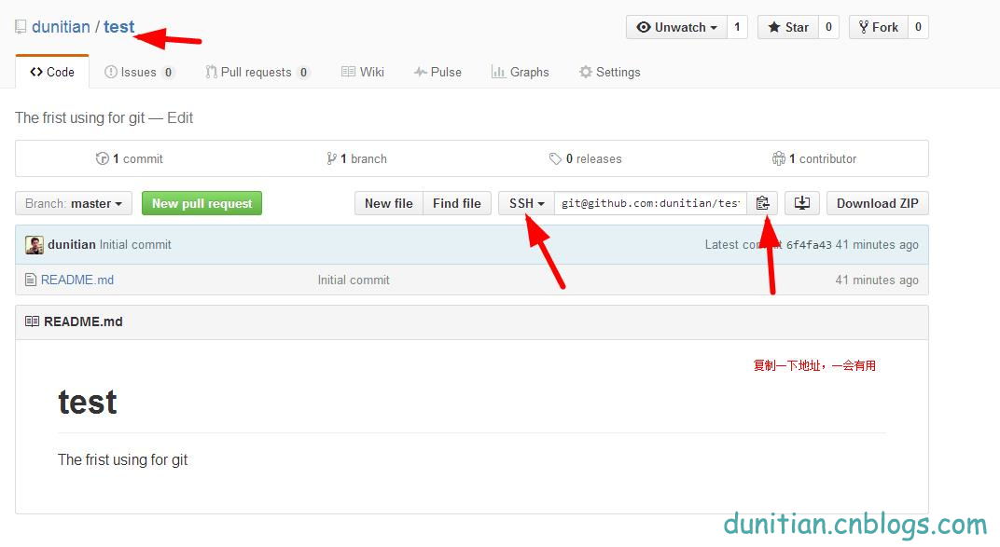 dunitian / test
Unwatch 1 Star 0 Fork 0
Code Issues 0 Pull requests 0 Wiki Pulse Graphs Settings
The frist using for git — Edit
1 commit 1 branch 0 releases 1 contributor
Branch: master New pull request New file Find file SSH git@github.com:dunitian/tes Download ZIP
dunitian Initial commit Latest 6f4fa43 41 minutes ago
README.md Initial commit 41 minutes ago
README.md
复制一下地址，一会有用
test
The frist using for git
dunitian.cnblogs.com